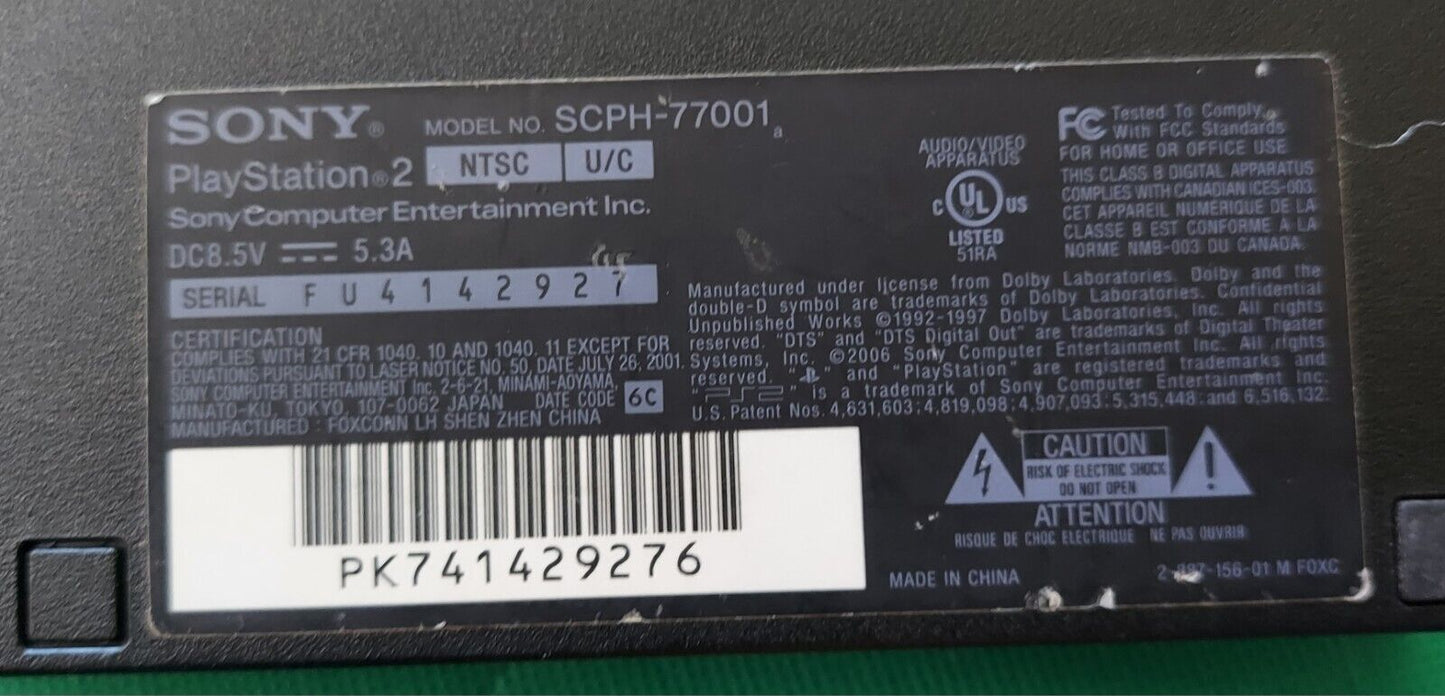 SONY®
MODEL NO. SCPH-77001 a
PlayStation®2 NTSC U/C
Sony Computer Entertainment Inc.
DC8.5V 5.3A
SERIAL FU4142927
CERTIFICATION
COMPLIES WITH 21 CFR 1040. 10 AND 1040. 11 EXCEPT FOR
DEVIATIONS PURSUANT TO LASER NOTICE NO. 50, DATE JULY 26, 2001.
SONY COMPUTER ENTERTAINMENT Inc. 2-6-21, MINAMI-AOYAMA,
MINATO-KU, TOKYO, 107-0062 JAPAN DATE CODE 6C
MANUFACTURED : FOXCONN LH SHEN ZHEN CHINA
PK741429276
AUDIO/VIDEO
APPARATUS
C UL US
LISTED
51RA
FC Tested To Comply
With FCC Standards
FOR HOME OR OFFICE USE
THIS CLASS B DIGITAL APPARATUS
COMPLIES WITH CANADIAN ICES-003.
CET APPAREIL NUMERIQUE DE LA
CLASSE B EST CONFORME A LA
NORME NMB-003 DU CANADA.
Manufactured under license from Dolby Laboratories. Dolby and the
double-D symbol are trademarks of Dolby Laboratories. Confidential
Unpublished Works ©1992-1997 Dolby Laboratories, Inc. All rights
reserved. "DTS" and "DTS Digital Out" are trademarks of Digital Theater
Systems, Inc. ©2006 Sony Computer Entertainment Inc. All rights
reserved. " " and "PlayStation" are registered trademarks and
"PS2" is a trademark of Sony Computer Entertainment Inc.
U.S. Patent Nos. 4,631,603; 4,819,098; 4,907,093; 5,315,448; and 6,516,132.
CAUTION
RISK OF ELECTRIC SHOCK
DO NOT OPEN
ATTENTION
RISQUE DE CHOC ELECTRIQUE NE PAS OUVRIR
MADE IN CHINA
156-01 M FOXC